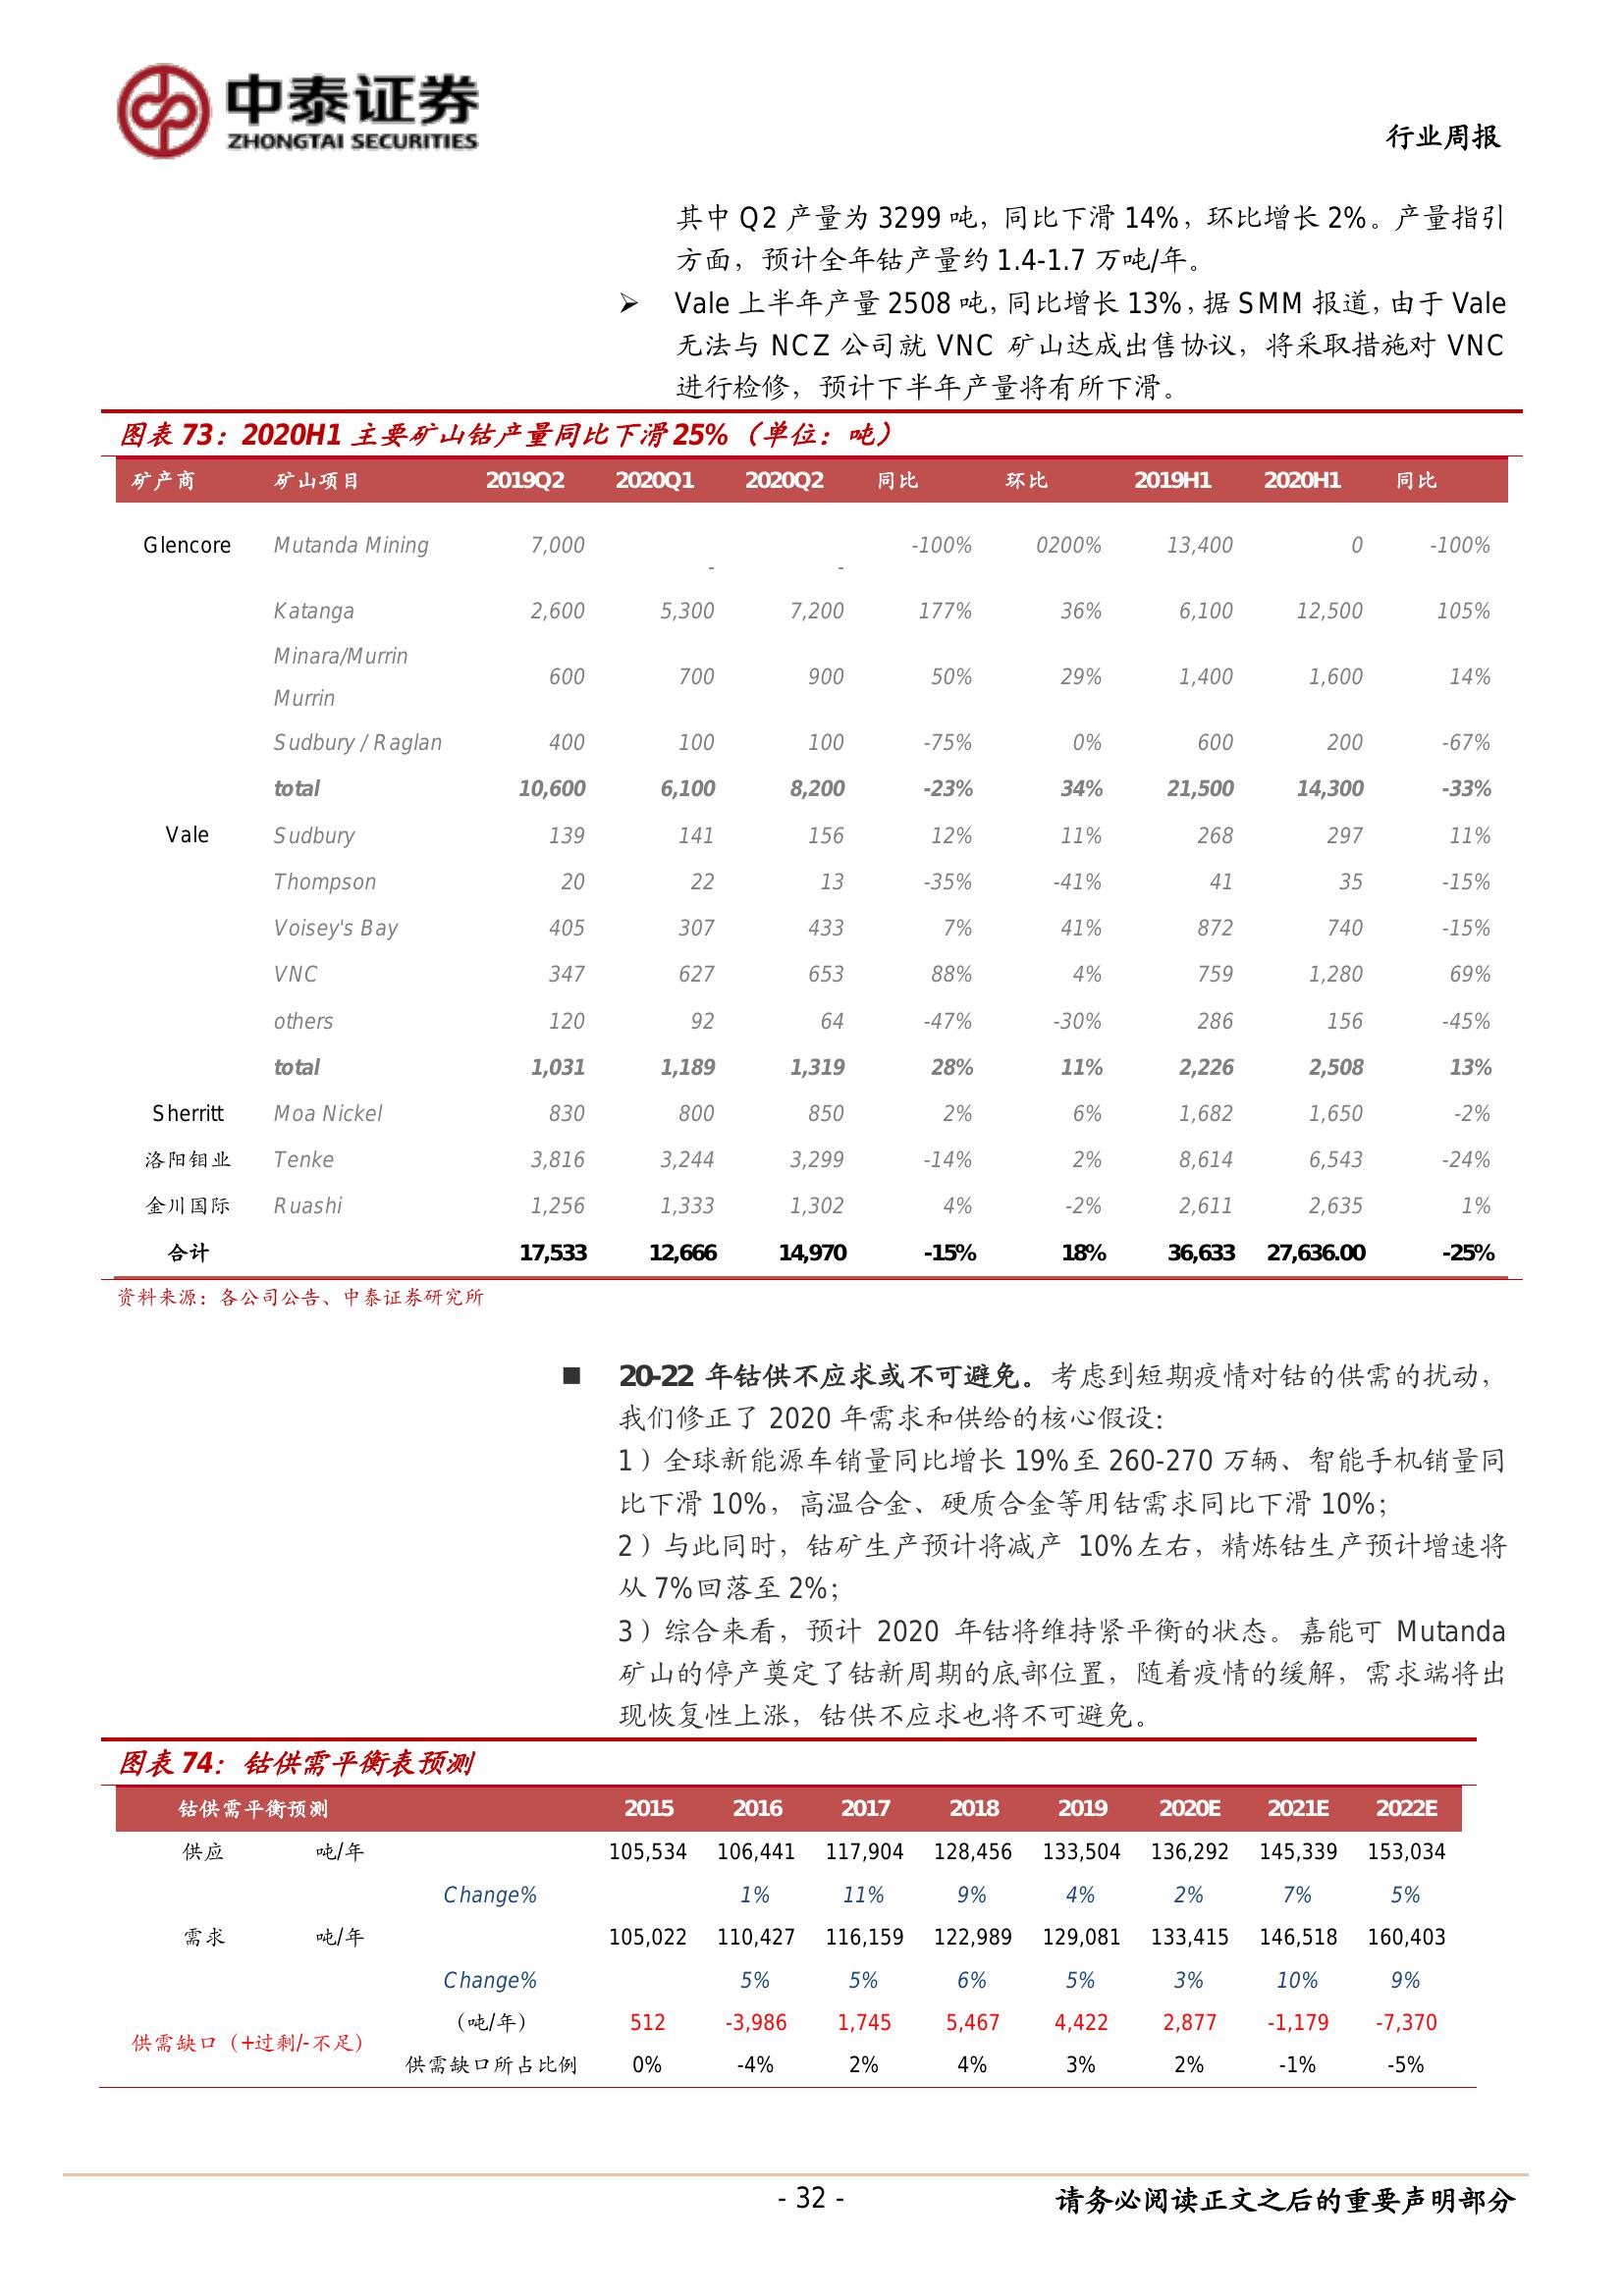 中泰证券
ZHONGTAI SECURITIES
行业周报
其中 Q2 产量为 3299 吨，同比下滑 14%，环比增长 2%。产量指引
方面，预计全年钴产量约 1.4-1.7 万吨/年。
➢ Vale 上半年产量 2508 吨，同比增长 13%，据 SMM 报道，由于 Vale
无法与 NCZ 公司就 VNC 矿山达成出售协议，将采取措施对 VNC
进行检修，预计下半年产量将有所下滑。
图表 73：2020H1 主要矿山钴产量同比下滑 25%（单位：吨）
矿产商 矿山项目 2019Q2 2020Q1 2020Q2 同比 环比 2019H1 2020H1 同比
Glencore Mutanda Mining 7,000 - - -100% 0200% 13,400 0 -100%
Katanga 2,600 5,300 7,200 177% 36% 6,100 12,500 105%
Minara/Murrin
Murrin 600 700 900 50% 29% 1,400 1,600 14%
Sudbury / Raglan 400 100 100 -75% 0% 600 200 -67%
total 10,600 6,100 8,200 -23% 34% 21,500 14,300 -33%
Vale Sudbury 139 141 156 12% 11% 268 297 11%
Thompson 20 22 13 -35% -41% 41 35 -15%
Voisey's Bay 405 307 433 7% 41% 872 740 -15%
VNC 347 627 653 88% 4% 759 1,280 69%
others 120 92 64 -47% -30% 286 156 -45%
total 1,031 1,189 1,319 28% 11% 2,226 2,508 13%
Sherritt Moa Nickel 830 800 850 2% 6% 1,682 1,650 -2%
洛阳钼业 Tenke 3,816 3,244 3,299 -14% 2% 8,614 6,543 -24%
金川国际 Ruashi 1,256 1,333 1,302 4% -2% 2,611 2,635 1%
合计 17,533 12,666 14,970 -15% 18% 36,633 27,636.00 -25%
资料来源：各公司公告、中泰证券研究所
■ 20-22 年钴供不应求或不可避免。考虑到短期疫情对钴的供需的扰动，
我们修正了 2020 年需求和供给的核心假设：
1）全球新能源车销量同比增长 19%至 260-270 万辆、智能手机销量同
比下滑 10%，高温合金、硬质合金等用钴需求同比下滑 10%；
2）与此同时，钴矿生产预计将减产 10%左右，精炼钴生产预计增速将
从 7%回落至 2%；
3）综合来看，预计 2020 年钴将维持紧平衡的状态。嘉能可 Mutanda
矿山的停产奠定了钴新周期的底部位置，随着疫情的缓解，需求端将出
现恢复性上涨，钴供不应求也将不可避免。
图表 74：钴供需平衡表预测
钴供需平衡预测 2015 2016 2017 2018 2019 2020E 2021E 2022E
供应 吨/年 105,534 106,441 117,904 128,456 133,504 136,292 145,339 153,034
Change% 1% 11% 9% 4% 2% 7% 5%
需求 吨/年 105,022 110,427 116,159 122,989 129,081 133,415 146,518 160,403
Change% 5% 5% 6% 5% 3% 10% 9%
供需缺口（+过剩/-不足） （吨/年） 512 -3,986 1,745 5,467 4,422 2,877 -1,179 -7,370
供需缺口所占比例 0% -4% 2% 4% 3% 2% -1% -5%
- 32 - 请务必阅读正文之后的重要声明部分